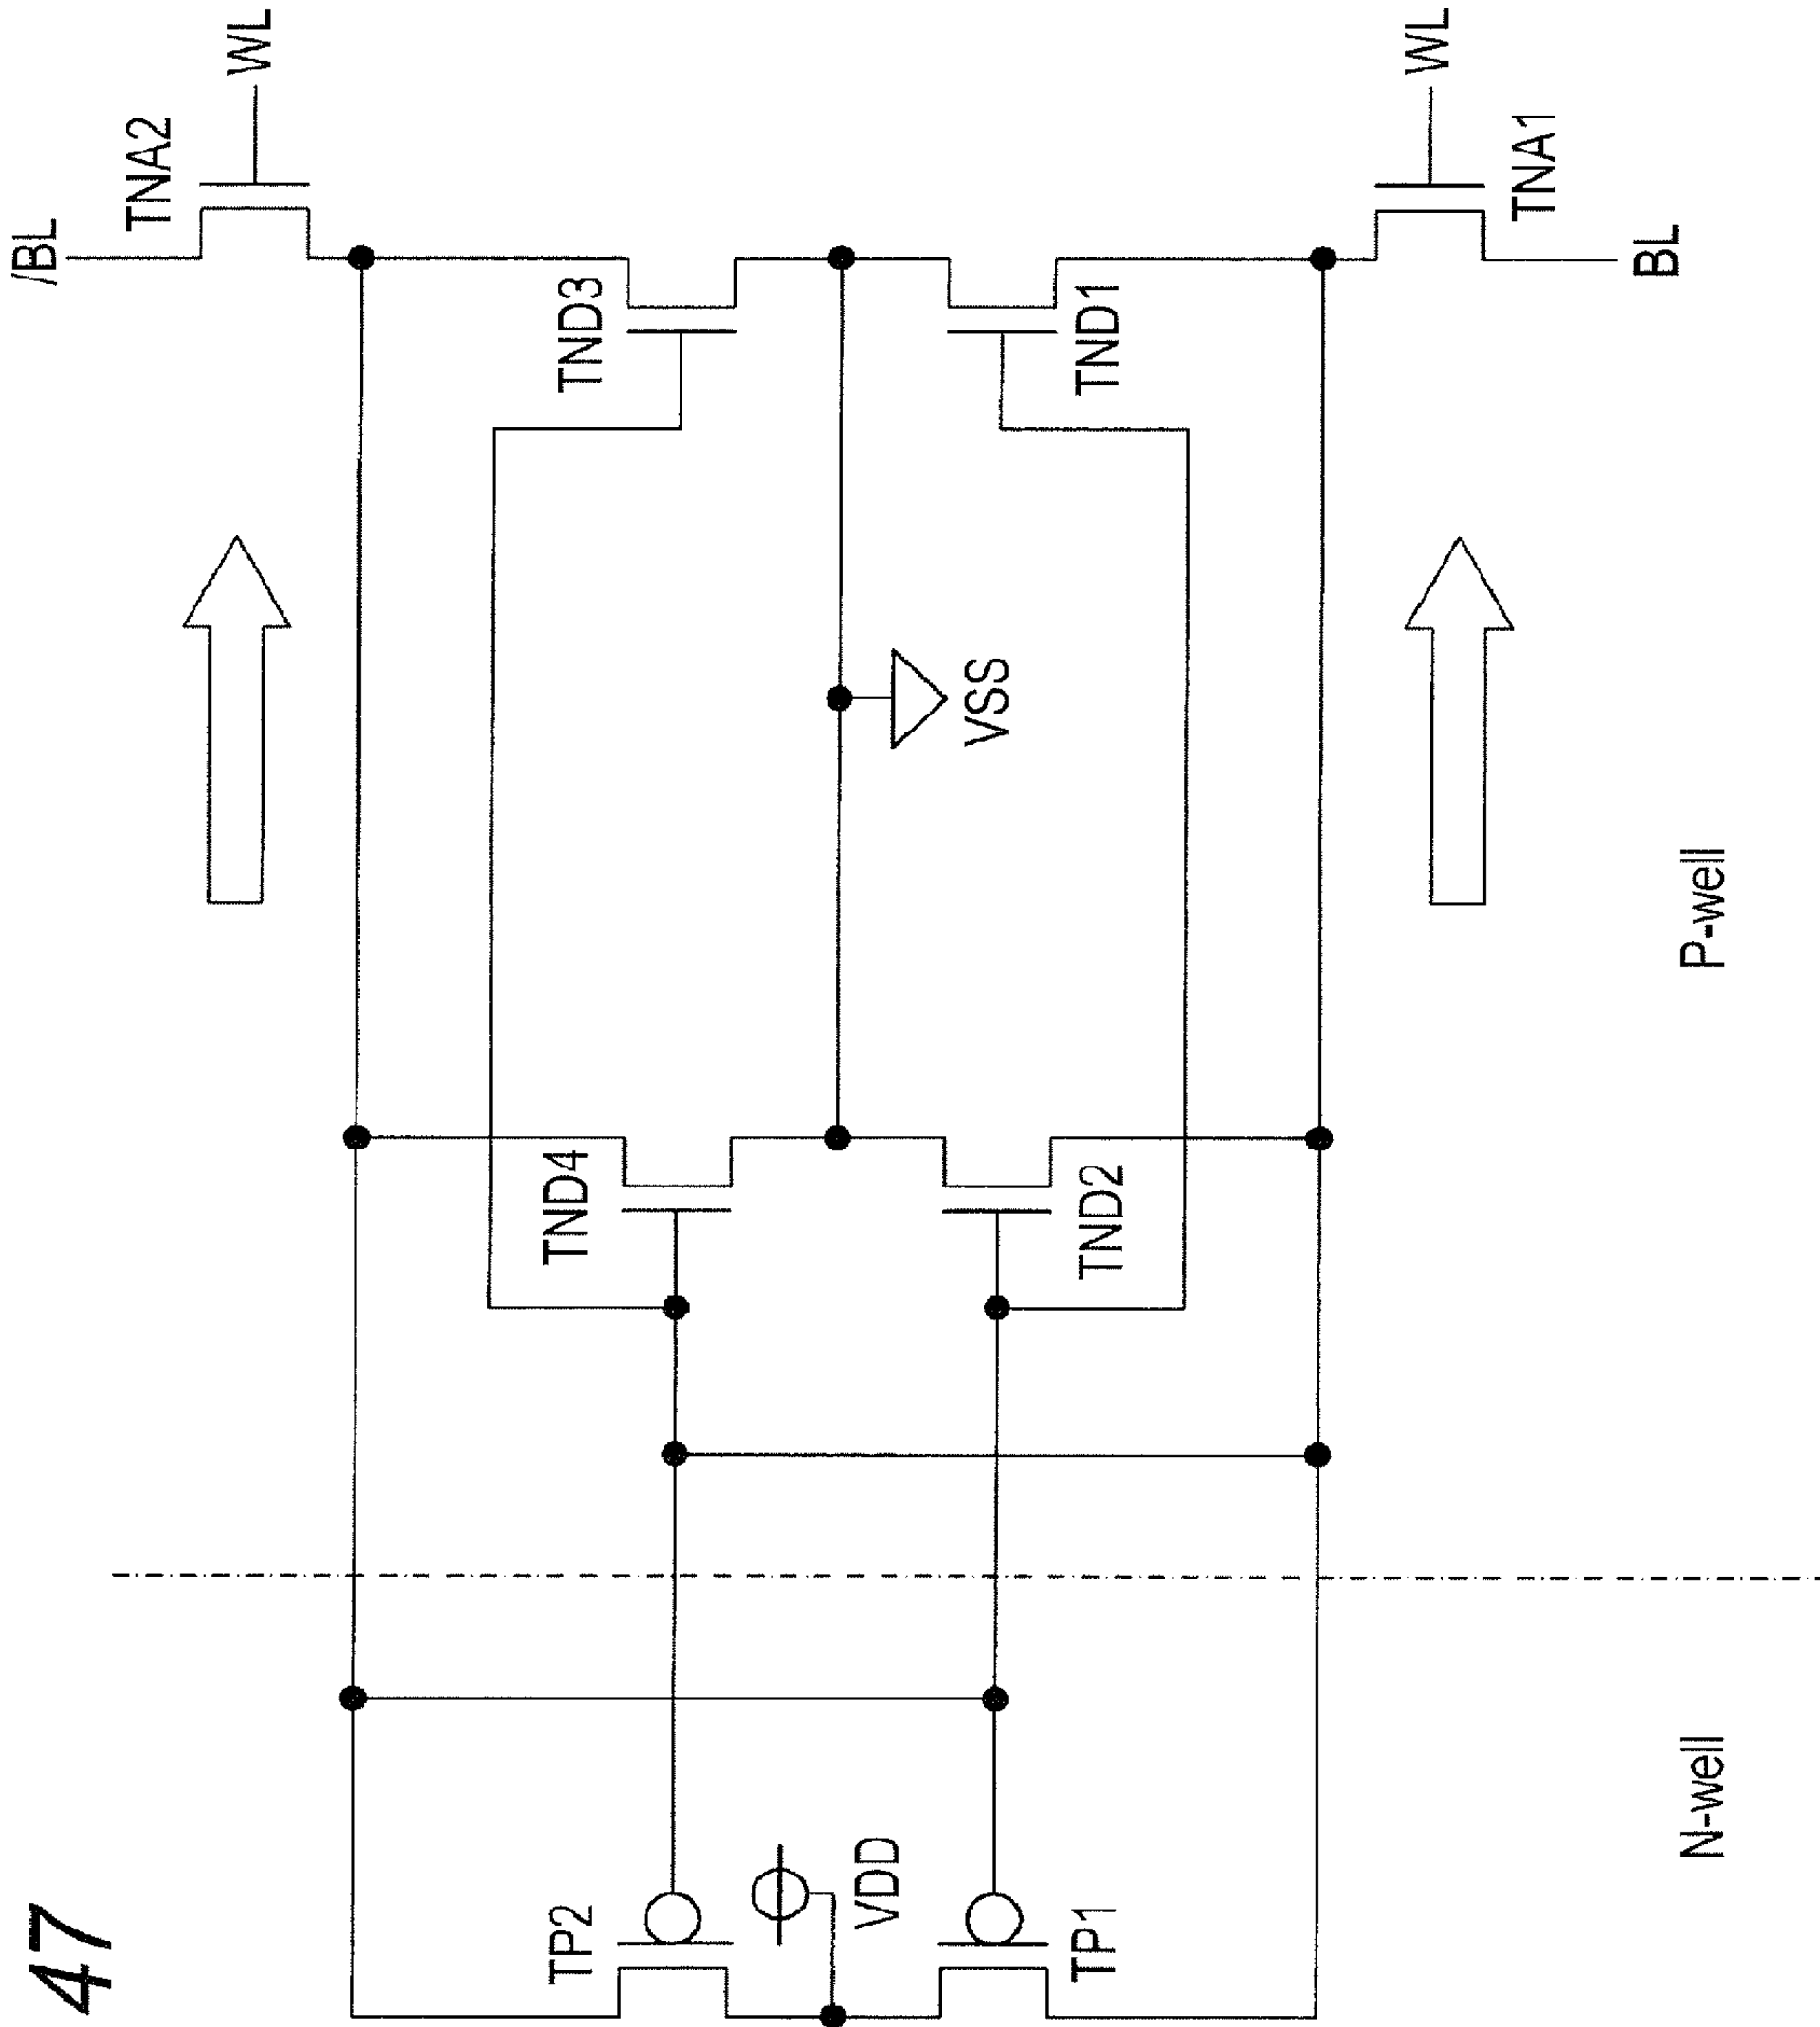 47
/BL
TNA2
WL
TND3
TND1
WL
TNA1
BL
VSS
TND4
TND2
P-well
TP2
VDD
TP1
N-well